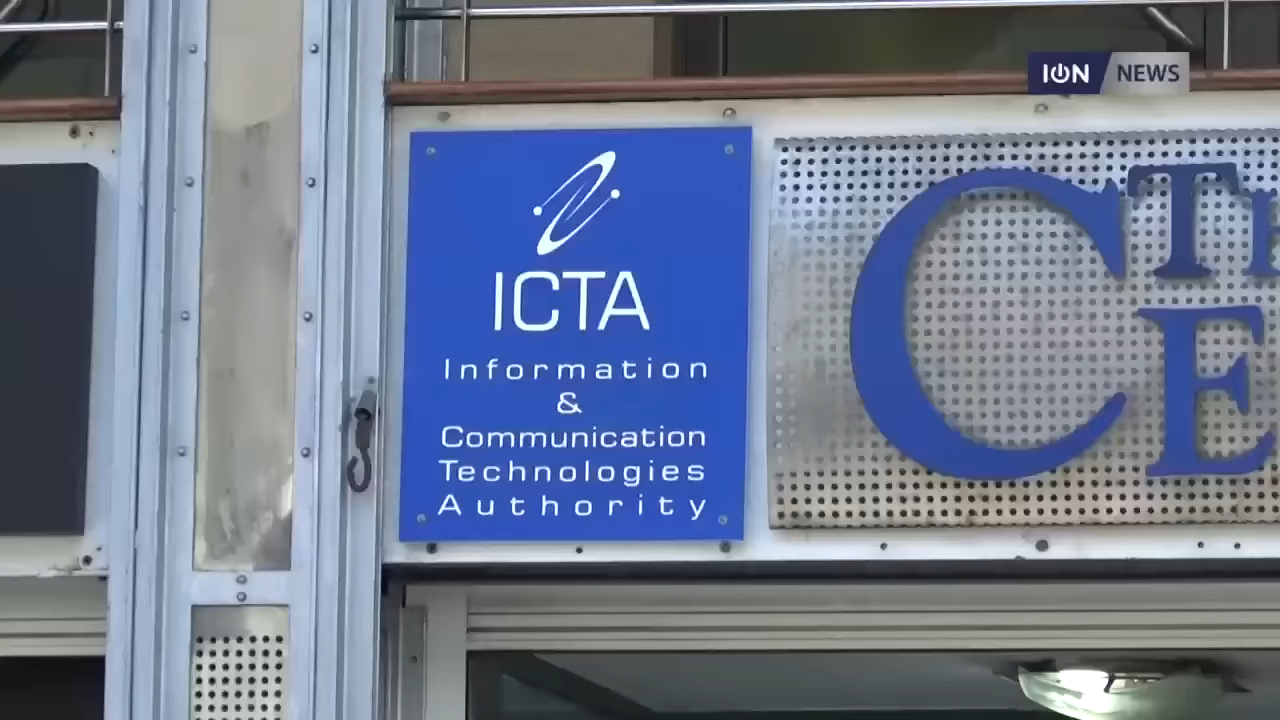 ION NEWS
ICTA
Information
&
Communication
Technologies
Authority